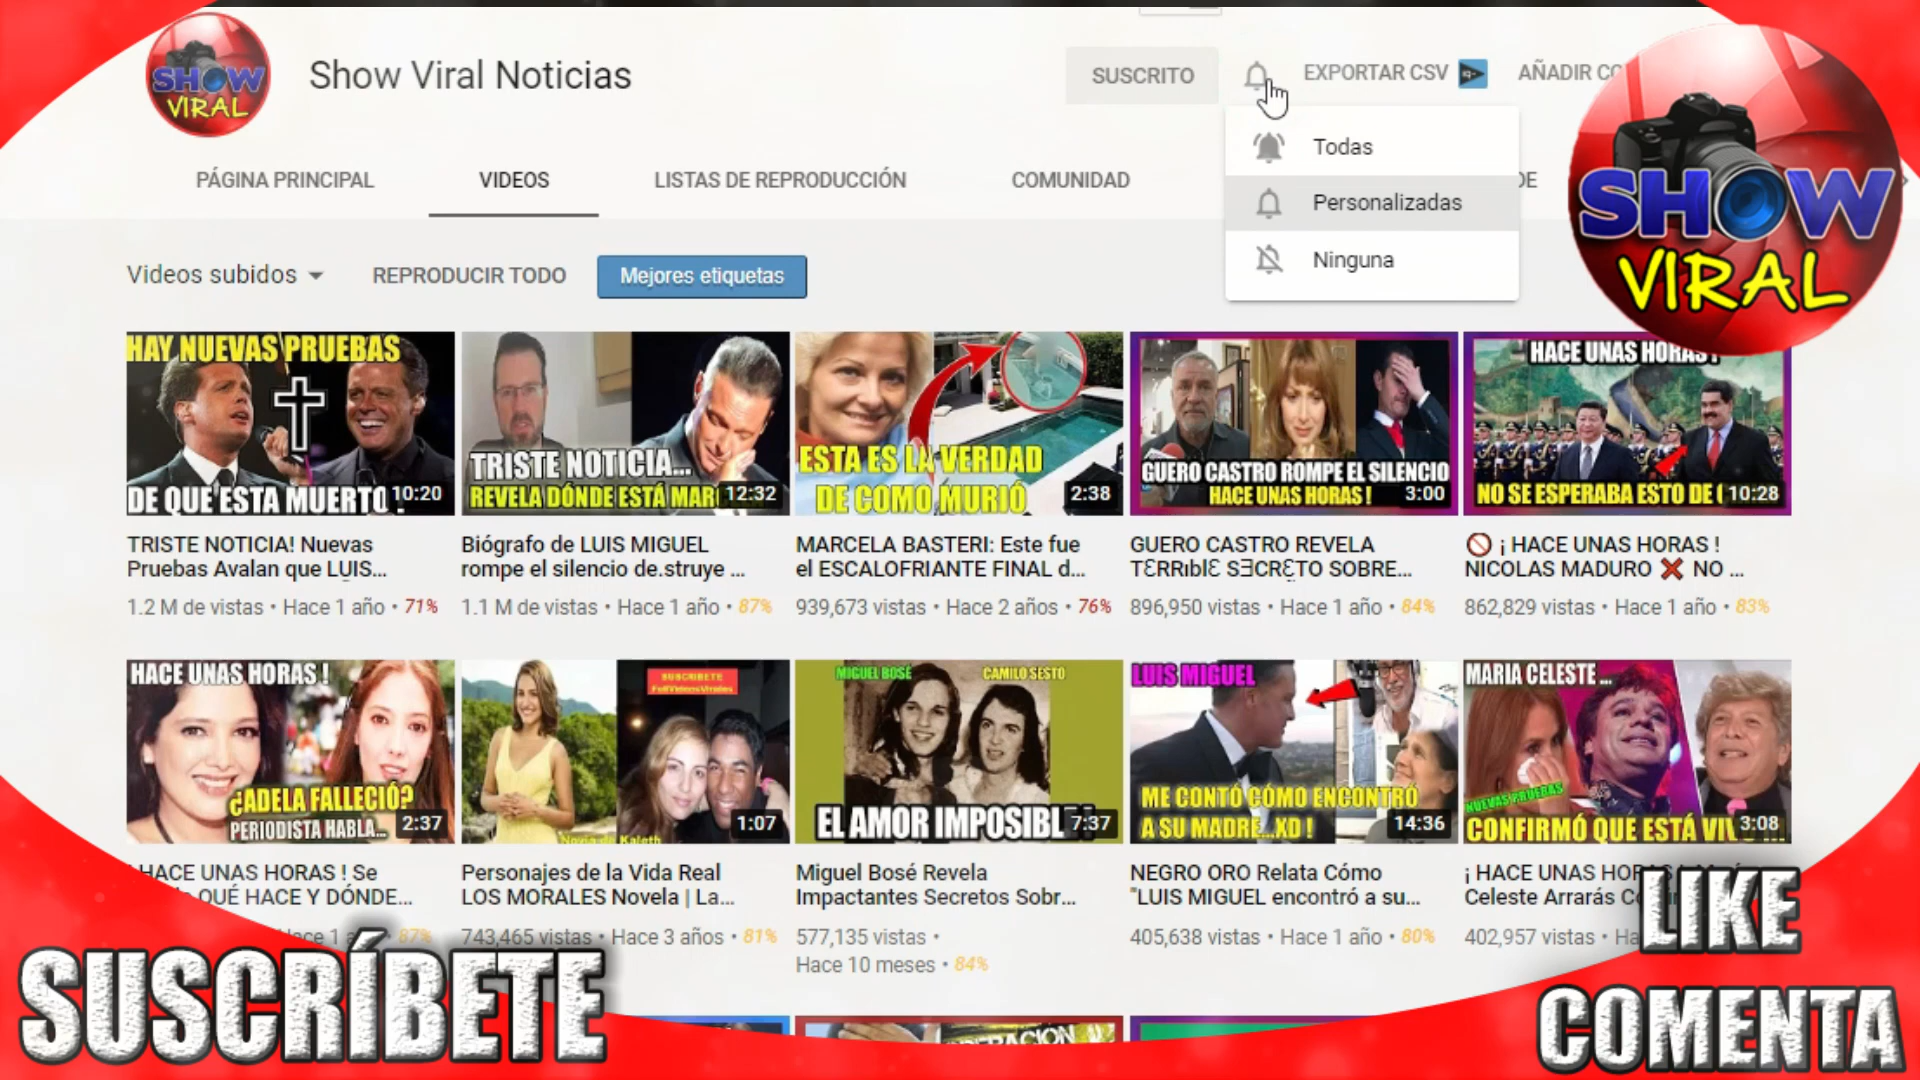 SHOW
VIRAL
Show Viral Noticias
SUSCRITO
EXPORTAR CSV
AÑADIR CO
SHOW
VIRAL
Todas
Personalizadas
Ninguna
PÁGINA PRINCIPAL
VIDEOS
LISTAS DE REPRODUCCIÓN
COMUNIDAD
DE
Videos subidos
REPRODUCIR TODO
Mejores etiquetas
HAY NUEVAS PRUEBAS
DE QUE ESTA MUERTO
10:20
TRISTE NOTICIA...
REVELA DÓNDE ESTÁ MAR
12:32
ESTA ES LA VERDAD
DE COMO MURIÓ
2:38
GUERO CASTRO ROMPE EL SILENCIO
HACE UNAS HORAS !
3:00
HACE UNAS HORAS !
NO SE ESPERABA ESTO DE
10:28
TRISTE NOTICIA! Nuevas
Pruebas Avalan que LUIS...
1.2 M de vistas • Hace 1 año • 71%
Biógrafo de LUIS MIGUEL
rompe el silencio de.struye ...
1.1 M de vistas • Hace 1 año • 87%
MARCELA BASTERI: Este fue
el ESCALOFRIANTE FINAL d...
939,673 vistas • Hace 2 años • 76%
GUERO CASTRO REVELA
TƐRRıblƐ SƎCRƐTO SOBRE...
896,950 vistas • Hace 1 año • 84%
🚫 ¡ HACE UNAS HORAS !
NICOLAS MADURO ❌ NO ...
862,829 vistas • Hace 1 año • 83%
HACE UNAS HORAS !
¿ADELA FALLECIÓ?
PERIODISTA HABLA...
2:37
SUSCRIBETE
FullVideosVirales
Novia de Kaleth
1:07
MIGUEL BOSÉ
CAMILO SESTO
EL AMOR IMPOSIBL
7:37
LUIS MIGUEL
ME CONTÓ CÓMO ENCONTRÓ
A SU MADRE...XD !
14:36
MARIA CELESTE ...
NUEVAS PRUEBAS
CONFIRMÓ QUE ESTÁ VI
3:08
HACE UNAS HORAS ! Se
QUÉ HACE Y DÓNDE...
Hace 1 a
87%
Personajes de la Vida Real
LOS MORALES Novela | La...
743,465 vistas • Hace 3 años • 81%
Miguel Bosé Revela
Impactantes Secretos Sobr...
577,135 vistas •
Hace 10 meses • 84%
NEGRO ORO Relata Cómo
"LUIS MIGUEL encontró a su...
405,638 vistas • Hace 1 año • 80%
¡ HACE UNAS HOR
Celeste Arrarás C
402,957 vistas • Ha
SUSCRÍBETE
LIKE
COMENTA